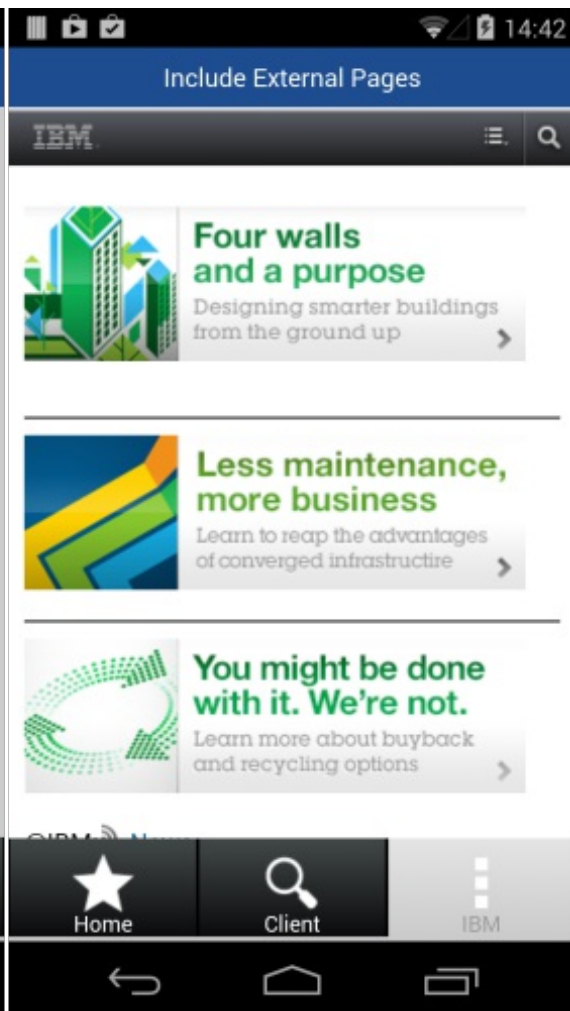 14:42
Include External Pages
IBM.
Four walls
and a purpose
Designing smarter buildings
from the ground up
Less maintenance,
more business
Learn to reap the advantages
of converged infrastructire
You might be done
with it. We're not.
Learn more about buyback
and recycling options
Home
Client
IBM